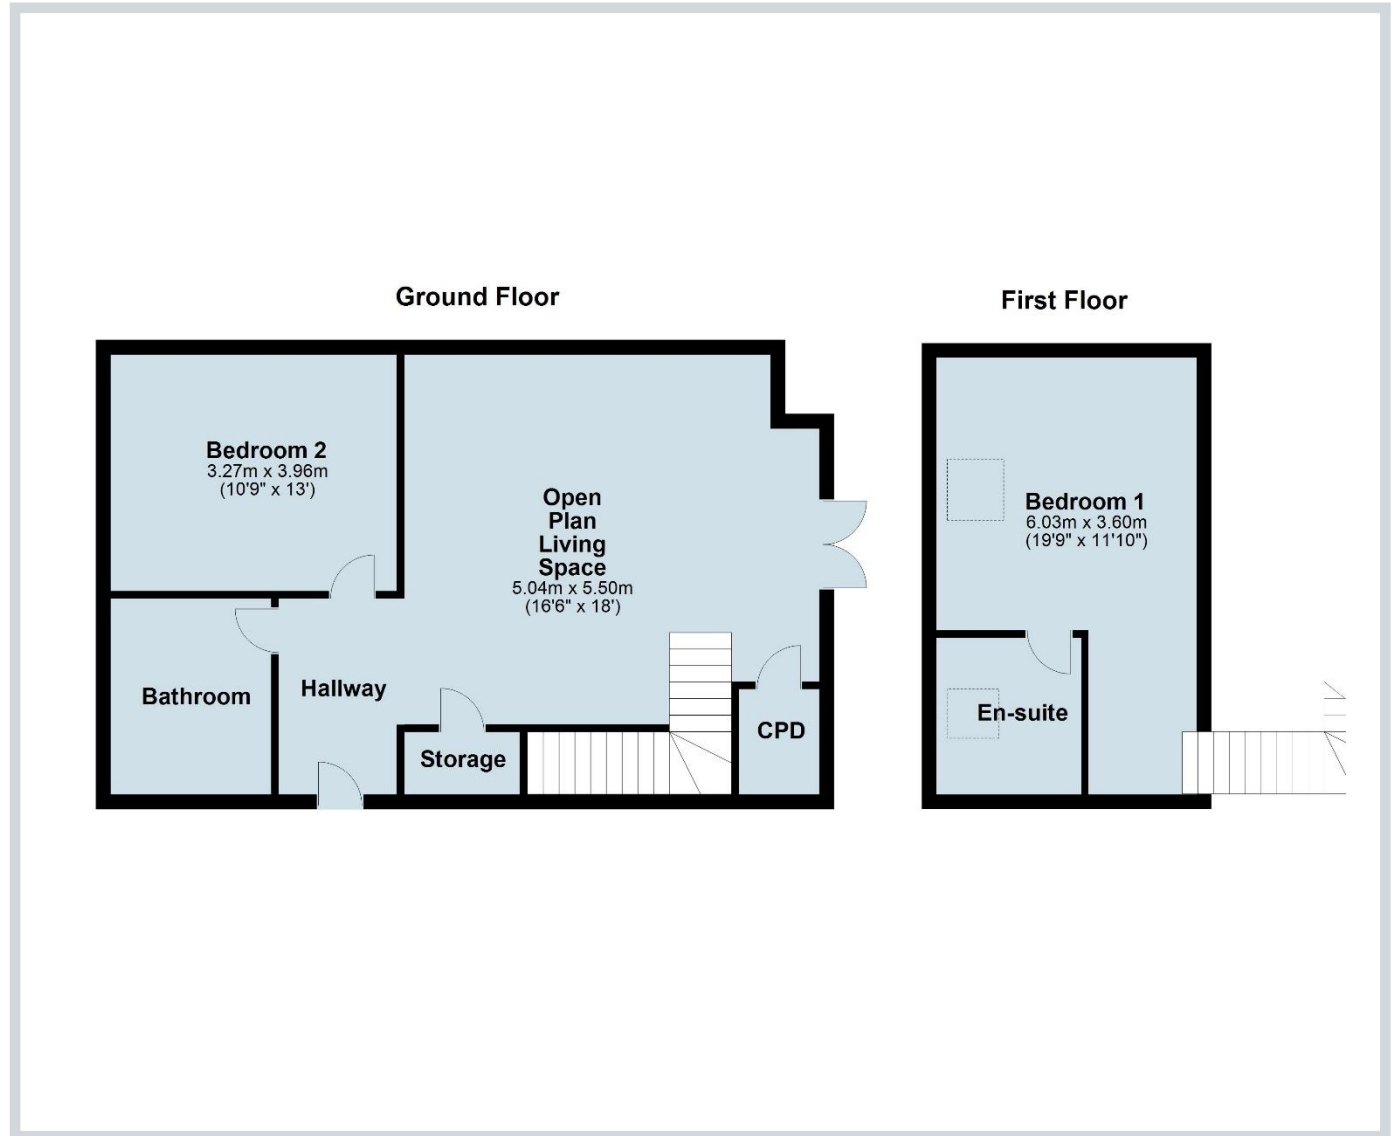 Ground Floor
Bedroom 2
3.27m x 3.96m
(10'9" x 13')
Open
Plan
Living
Space
5.04m x 5.50m
(16'6" x 18')
Bathroom
Hallway
Storage
CPD
First Floor
Bedroom 1
6.03m x 3.60m
(19'9" x 11'10")
En-suite